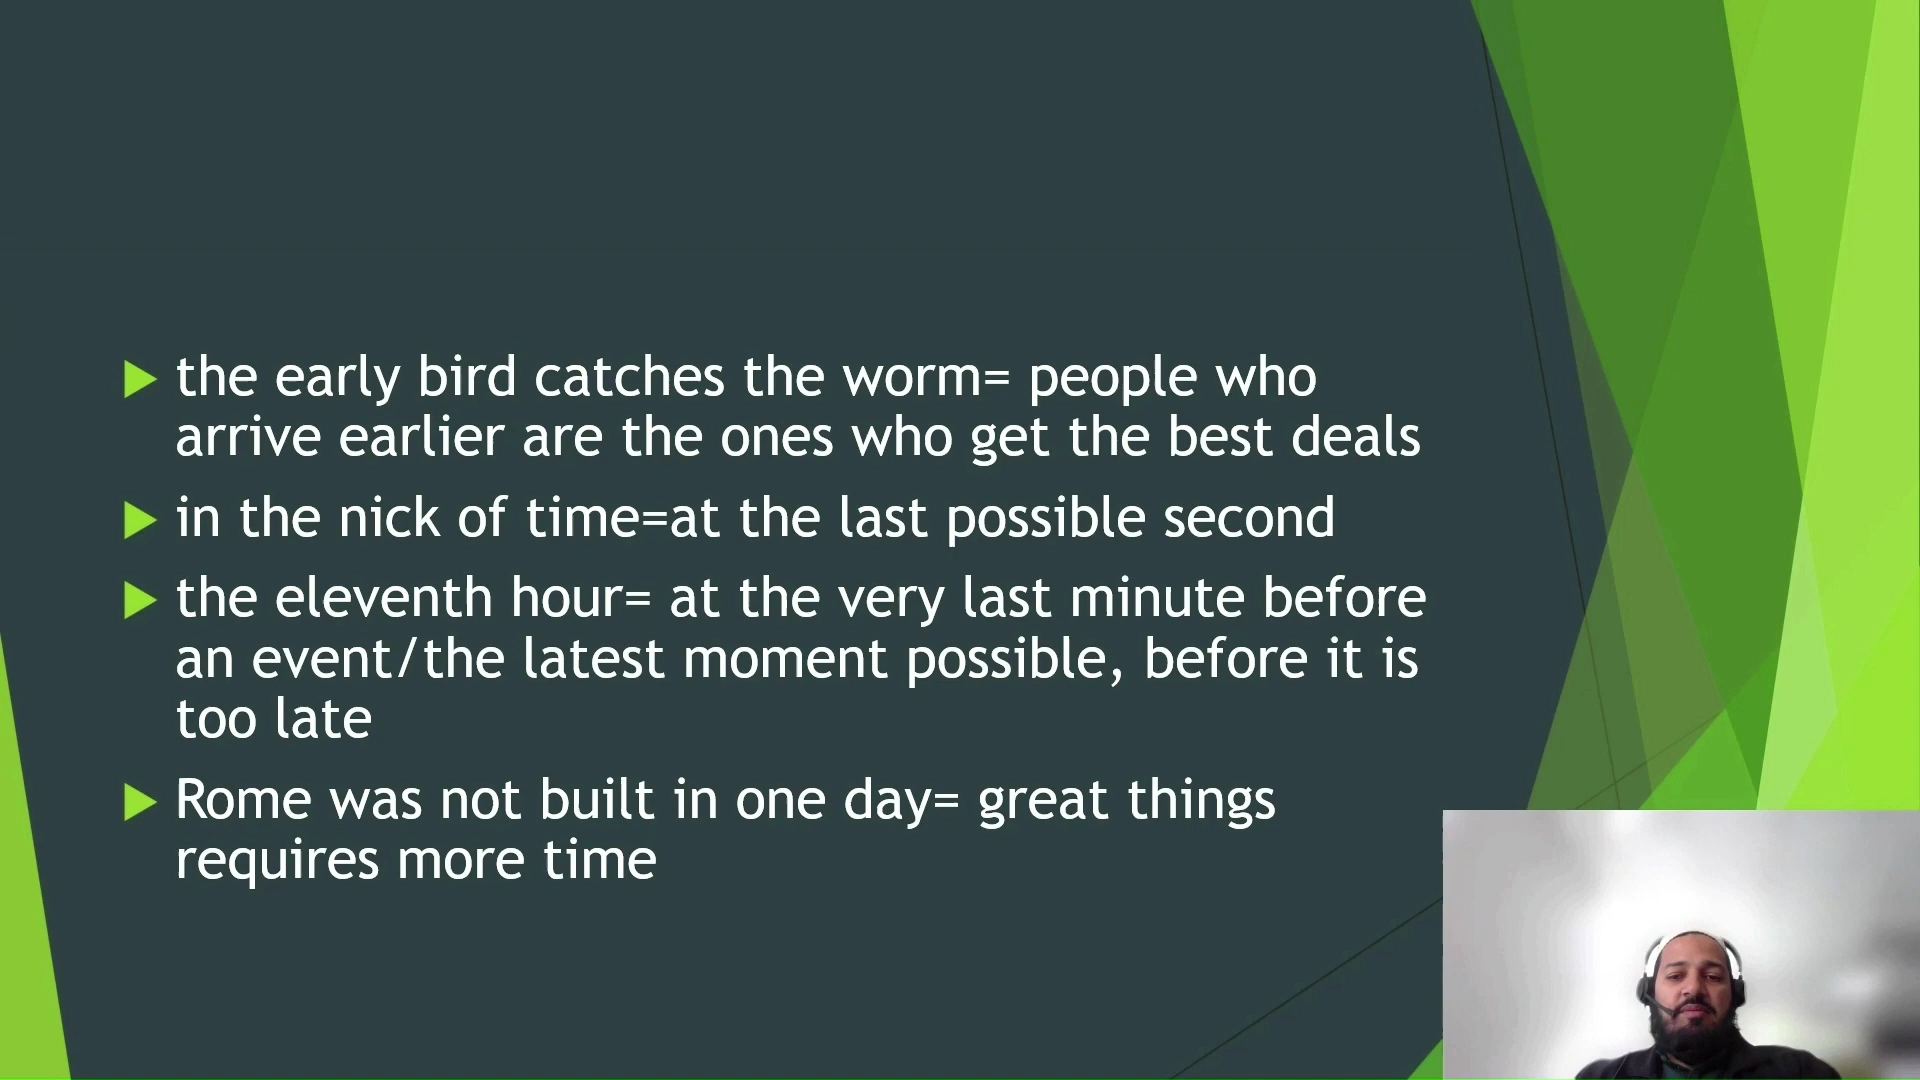 the early bird catches the worm= people who
arrive earlier are the ones who get the best deals
in the nick of time=at the last possible second
the eleventh hour= at the very last minute before
an event/the latest moment possible, before it is
too late
Rome was not built in one day= great things
requires more time